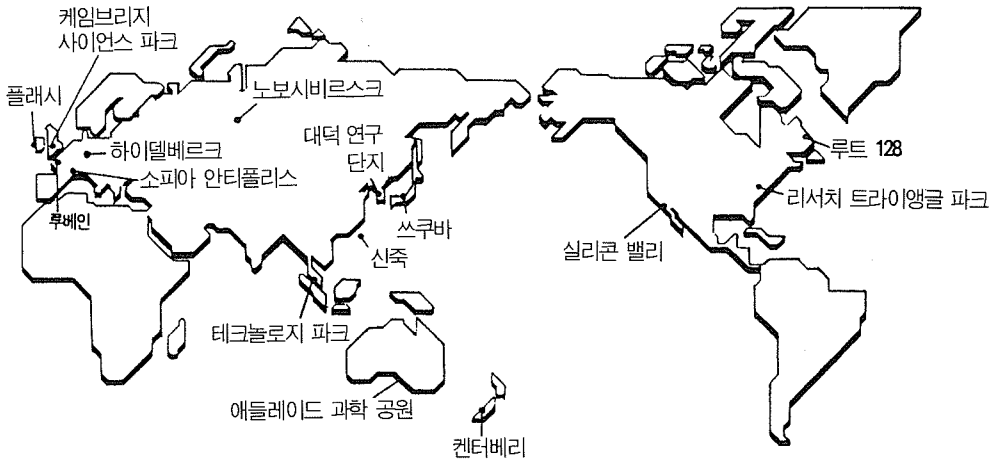 케임브리지
사이언스 파크
플래시
노보시비르스크
하이델베르크
소피아 안티폴리스
루베인
대덕 연구
단지
쓰쿠바
신죽
테크놀로지 파크
애들레이드 과학 공원
켄터베리
실리콘 밸리
루트 128
리서치 트라이앵글 파크